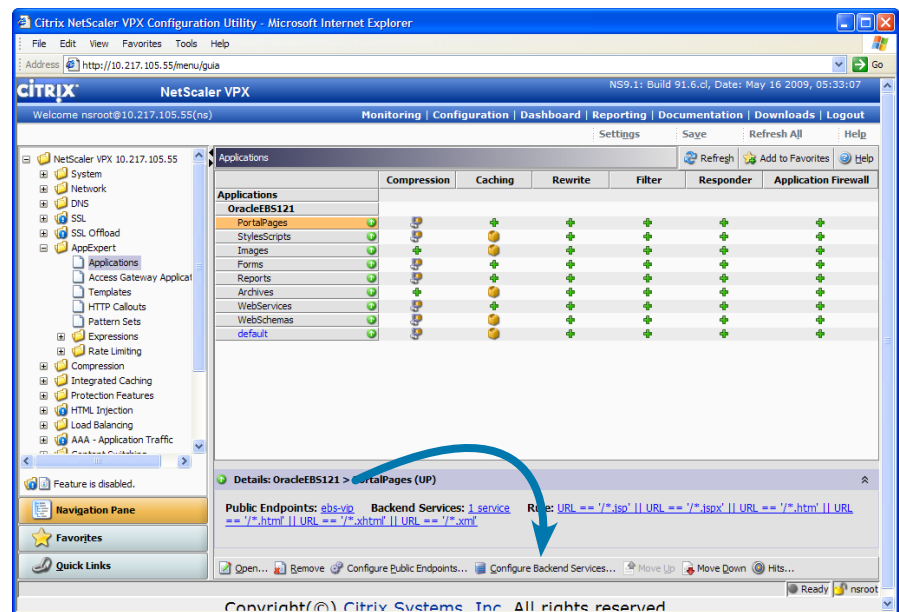 Citrix NetScaler VPX Configuration Utility - Microsoft Internet Explorer
File Edit View Favorites Tools Help
Address http://10.217.105.55/menu/guia Go
CITRIX NetScaler VPX NS9.1: Build 91.6.cl, Date: May 16 2009, 05:33:07
Welcome nsroot@10.217.105.55(ns) Monitoring | Configuration | Dashboard | Reporting | Documentation | Downloads | Logout
Settings Save Refresh All Help
NetScaler VPX 10.217.105.55
System
Network
DNS
SSL
SSL Offload
AppExpert
Applications
Access Gateway Applicat
Templates
HTTP Callouts
Pattern Sets
Expressions
Rate Limiting
Compression
Integrated Caching
Protection Features
HTML Injection
Load Balancing
AAA - Application Traffic
Content Switching
Feature is disabled.
Navigation Pane
Favorites
Quick Links
Applications Refresh Add to Favorites Help
Compression Caching Rewrite Filter Responder Application Firewall
Applications
OracleEBS121
PortalPages
StylesScripts
Images
Forms
Reports
Archives
WebServices
WebSchemas
default
Details: OracleEBS121 > PortalPages (UP)
Public Endpoints: ebs-vip Backend Services: 1 service Rule: URL == '/*.jsp' || URL == '/*.jspx' || URL == '/*.htm' || URL
== '/*.html' || URL == '/*.xhtml' || URL == '/*.xml'
Open... Remove Configure Public Endpoints... Configure Backend Services... Move Up Move Down Hits...
Ready nsroot
Copyright(©) Citrix Systems, Inc. All rights reserved